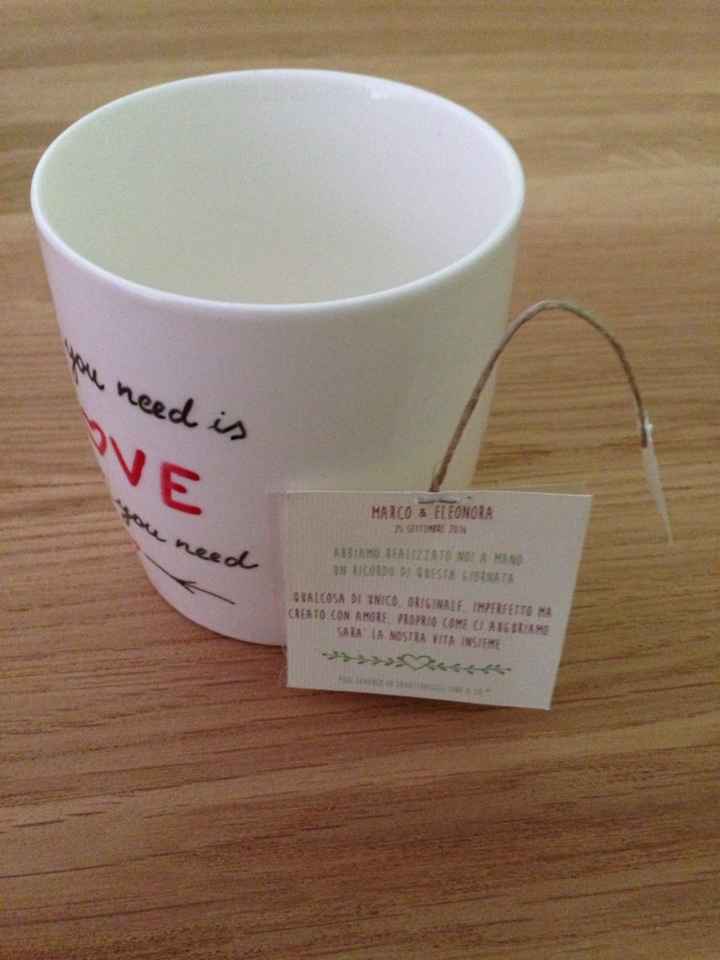 you need is
OVE
you need
MARCO & ELEONORA
25 SETTEMBRE 2016
ABBIAMO REALIZZATO NOI A MANO
UN RICORDO DI QUESTA GIORNATA
QUALCOSA DI UNICO, ORIGINALE, IMPERFETTO MA
CREATO CON AMORE, PROPRIO COME CI AUGURIAMO
SARA' LA NOSTRA VITA INSIEME